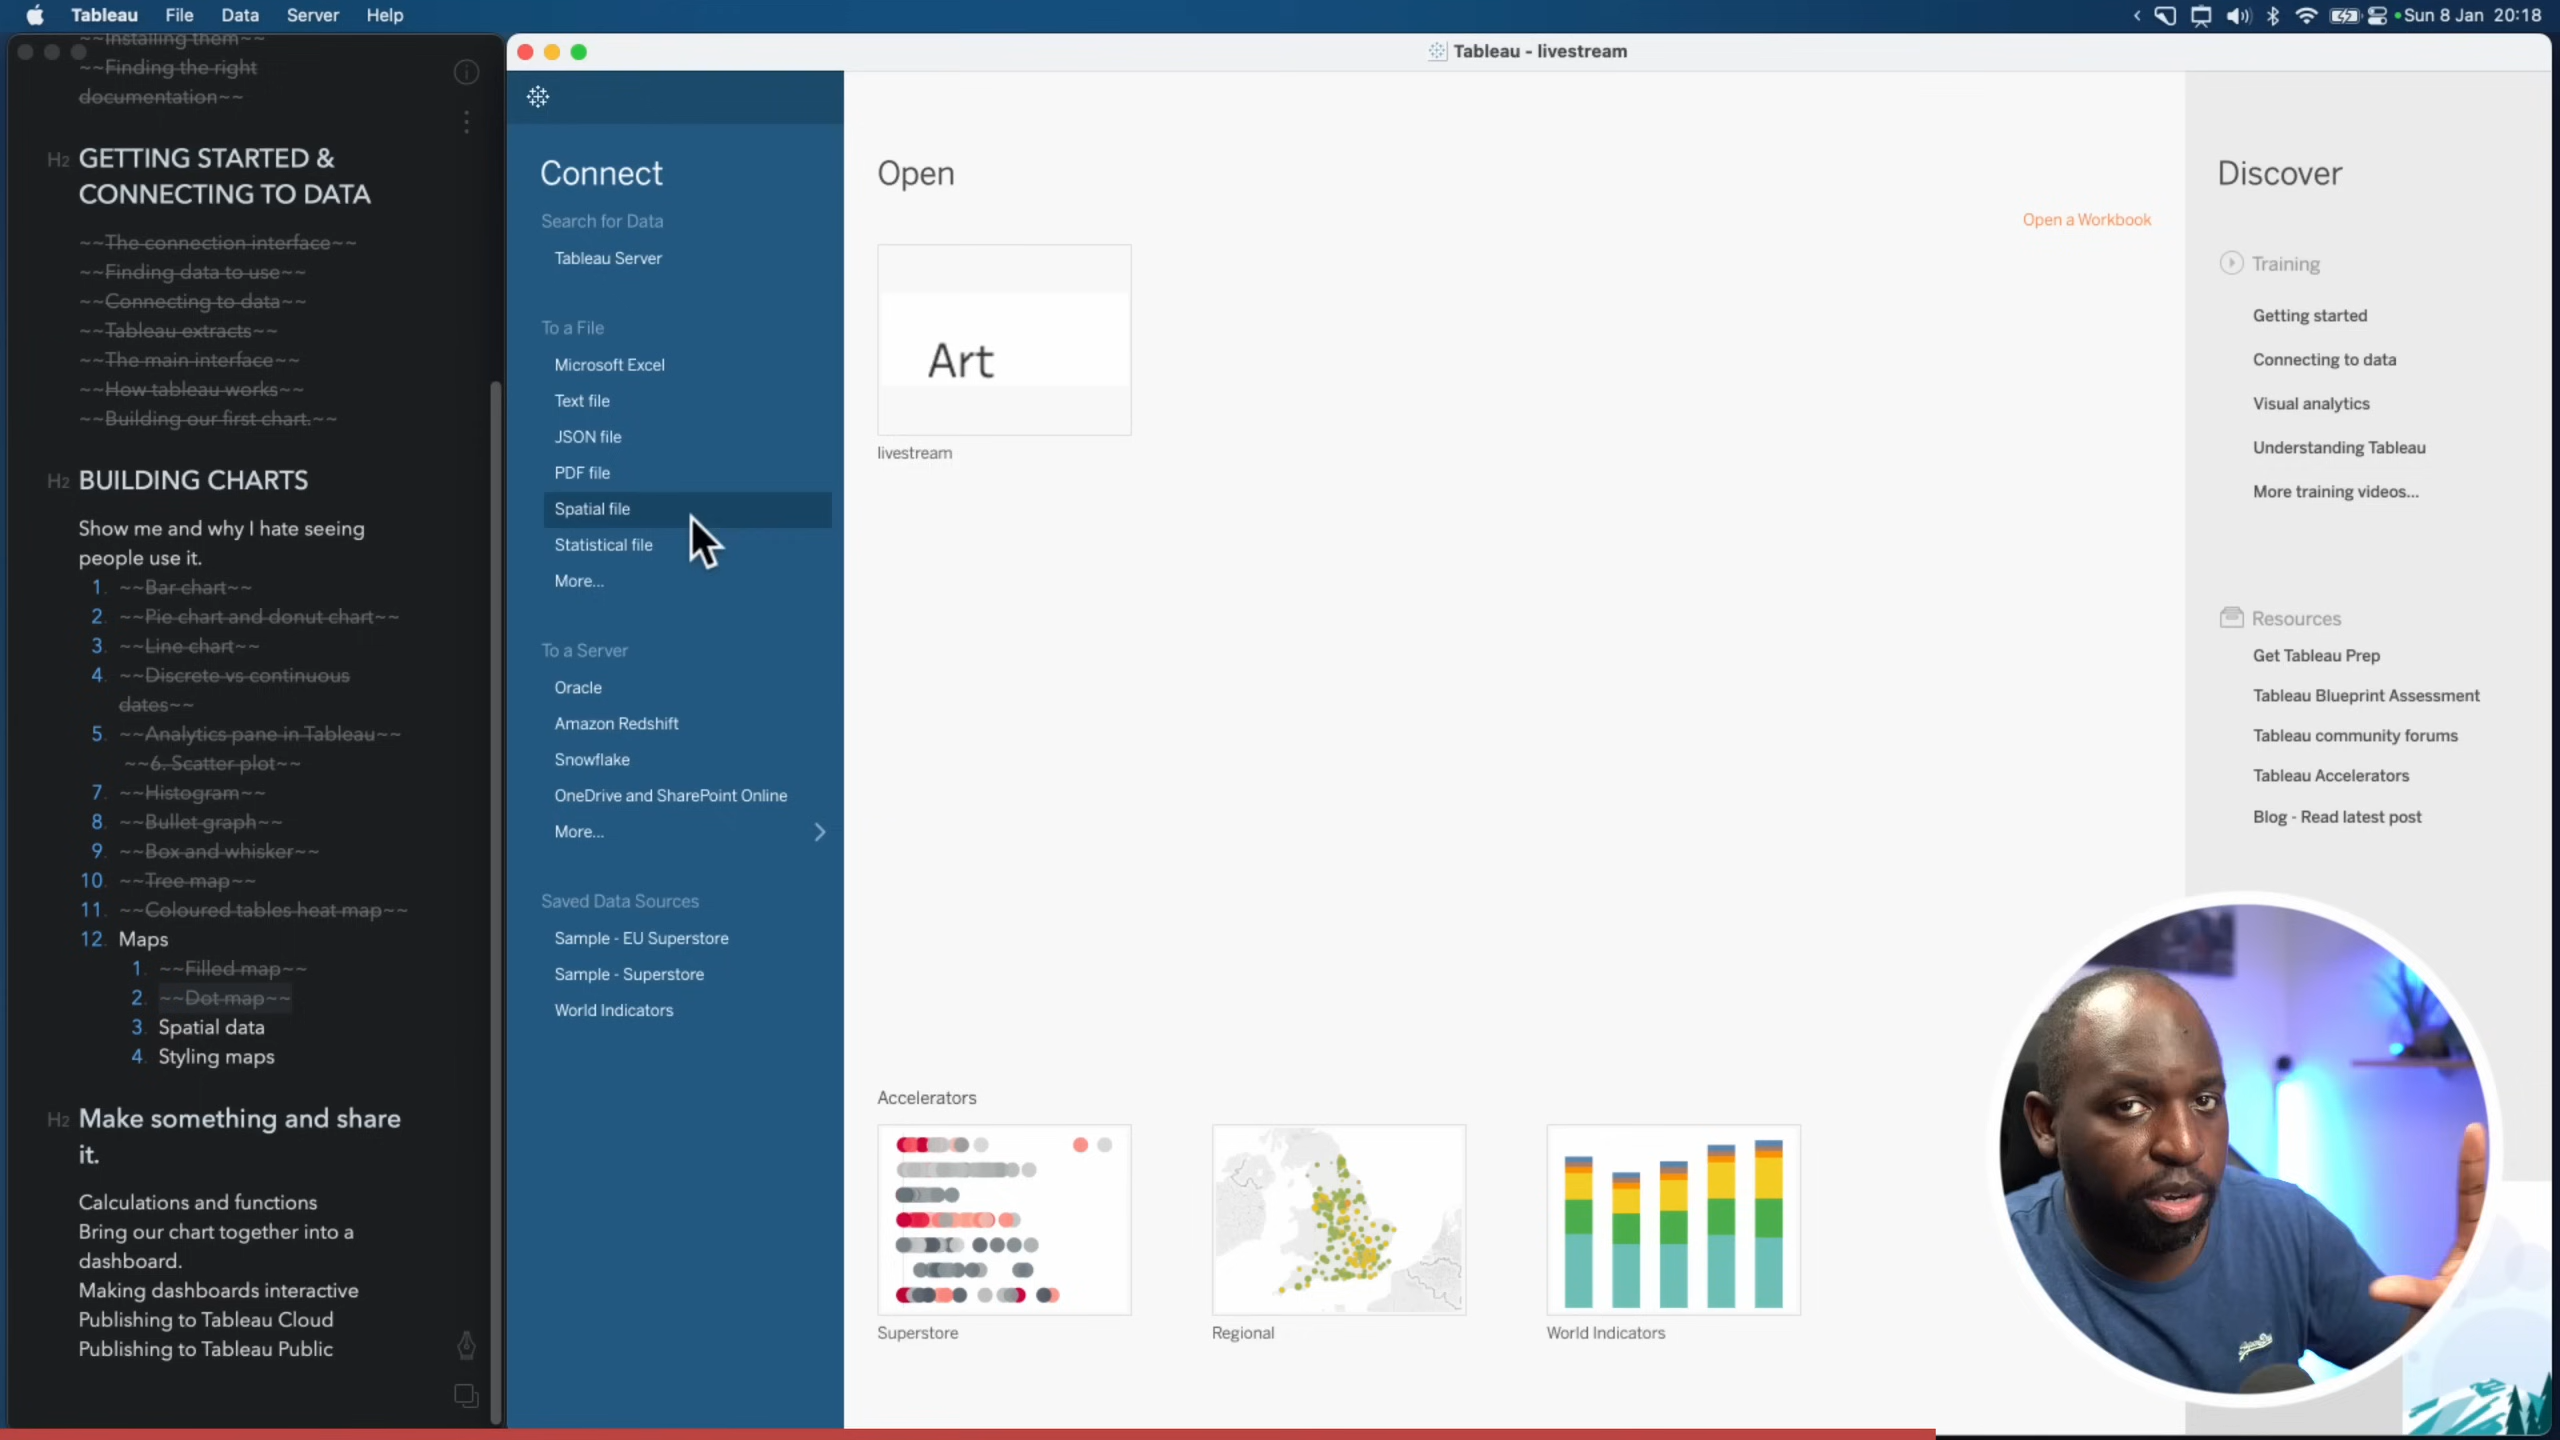 Tableau File Data Server Help
Sun 8 Jan 20:18
~~Installing them~~
~~Finding the right
documentation~~
H2 GETTING STARTED &
CONNECTING TO DATA
~~The connection interface~~
~~Finding data to use~~
~~Connecting to data~~
~~Tableau extracts~~
~~The main interface~~
~~How tableau works~~
~~Building our first chart.~~
H2 BUILDING CHARTS
Show me and why I hate seeing
people use it.
1. ~~Bar chart~~
2. ~~Pie chart and donut chart~~
3. ~~Line chart~~
4. ~~Discrete vs continuous
dates~~
5. ~~Analytics pane in Tableau~~
~~6. Scatter plot~~
7. ~~Histogram~~
8. ~~Bullet graph~~
9. ~~Box and whisker~~
10. ~~Tree map~~
11. ~~Coloured tables heat map~~
12. Maps
1. ~~Filled map~~
2. ~~Dot map~~
3. Spatial data
4. Styling maps
H2 Make something and share
it.
Calculations and functions
Bring our chart together into a
dashboard.
Making dashboards interactive
Publishing to Tableau Cloud
Publishing to Tableau Public
Tableau - livestream
Connect
Search for Data
Tableau Server
To a File
Microsoft Excel
Text file
JSON file
PDF file
Spatial file
Statistical file
More...
To a Server
Oracle
Amazon Redshift
Snowflake
OneDrive and SharePoint Online
More...
Saved Data Sources
Sample - EU Superstore
Sample - Superstore
World Indicators
Open
Open a Workbook
Art
livestream
Accelerators
Superstore
Regional
World Indicators
Discover
Training
Getting started
Connecting to data
Visual analytics
Understanding Tableau
More training videos...
Resources
Get Tableau Prep
Tableau Blueprint Assessment
Tableau community forums
Tableau Accelerators
Blog - Read latest post